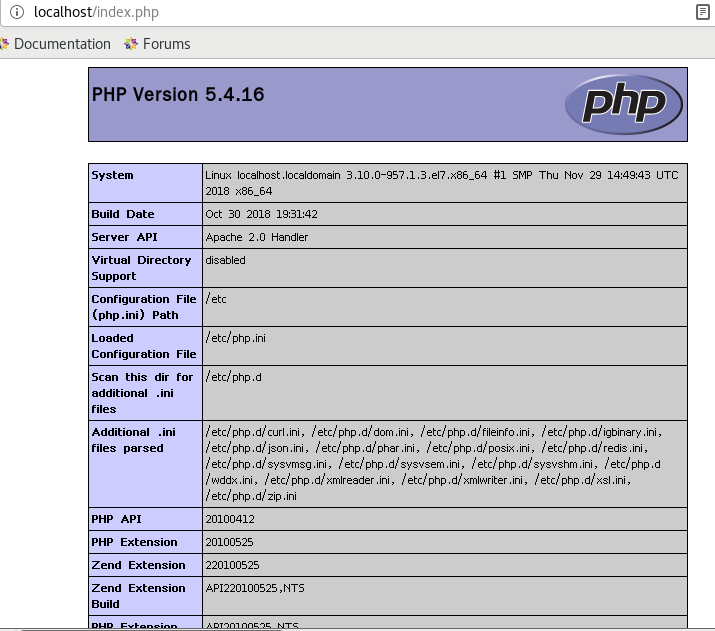 localhost/index.php
Documentation Forums
PHP Version 5.4.16
php
System
Linux localhost.localdomain 3.10.0-957.1.3.el7.x86_64 #1 SMP Thu Nov 29 14:49:43 UTC
2018 x86_64
Build Date
Oct 30 2018 19:31:42
Server API
Apache 2.0 Handler
Virtual Directory
Support
disabled
Configuration File
(php.ini) Path
/etc
Loaded
Configuration File
/etc/php.ini
Scan this dir for
additional .ini
files
/etc/php.d
Additional .ini
files parsed
/etc/php.d/curl.ini, /etc/php.d/dom.ini, /etc/php.d/fileinfo.ini, /etc/php.d/igbinary.ini,
/etc/php.d/json.ini, /etc/php.d/phar.ini, /etc/php.d/posix.ini, /etc/php.d/redis.ini,
/etc/php.d/sysvmsg.ini, /etc/php.d/sysvsem.ini, /etc/php.d/sysvshm.ini, /etc/php.d
/wddx.ini, /etc/php.d/xmlreader.ini, /etc/php.d/xmlwriter.ini, /etc/php.d/xsl.ini,
/etc/php.d/zip.ini
PHP API
20100412
PHP Extension
20100525
Zend Extension
220100525
Zend Extension
Build
API220100525,NTS
PHP Extension
API20100525,NTS